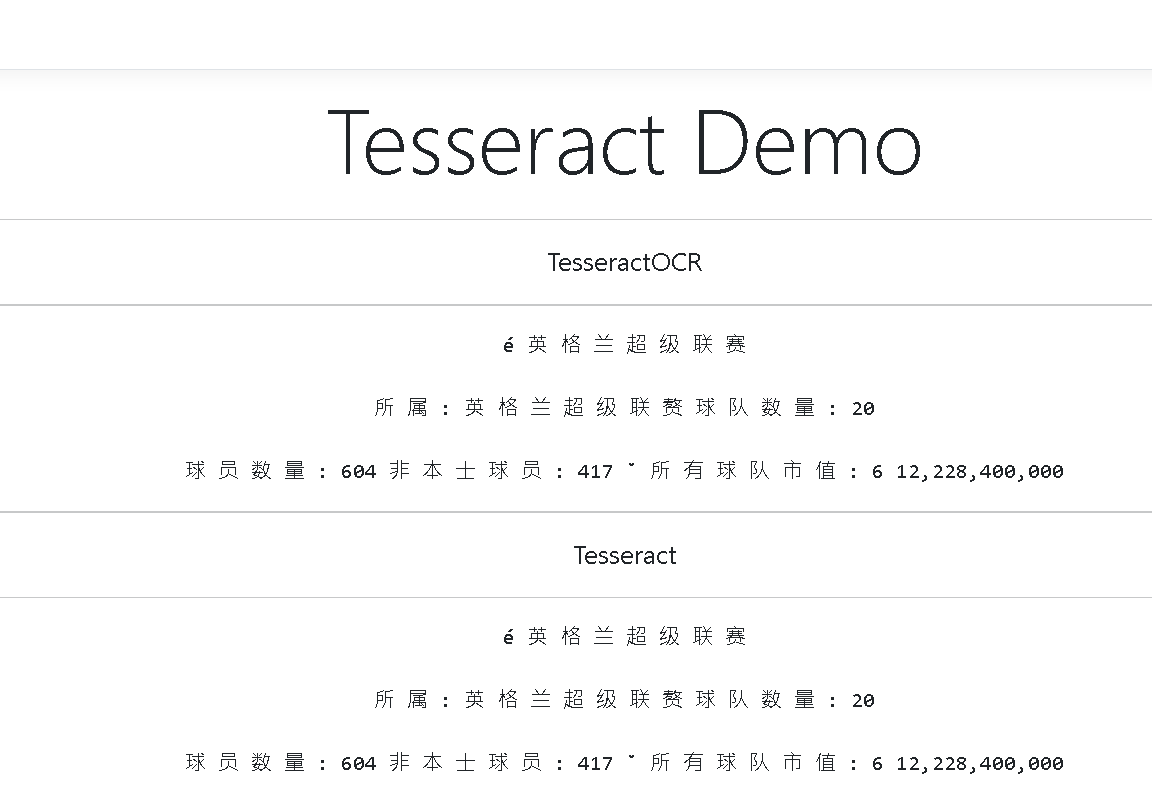 Tesseract Demo
TesseractOCR
é 英 格 兰 超 级 联 赛
所 属 : 英 格 兰 超 级 联 赘 球 队 数 量 : 20
球 员 数 量 : 604 非 本 士 球 员 : 417 ˇ 所 有 球 队 市 值 : 6 12,228,400,000
Tesseract
é 英 格 兰 超 级 联 赛
所 属 : 英 格 兰 超 级 联 赘 球 队 数 量 : 20
球 员 数 量 : 604 非 本 士 球 员 : 417 ˇ 所 有 球 队 市 值 : 6 12,228,400,000